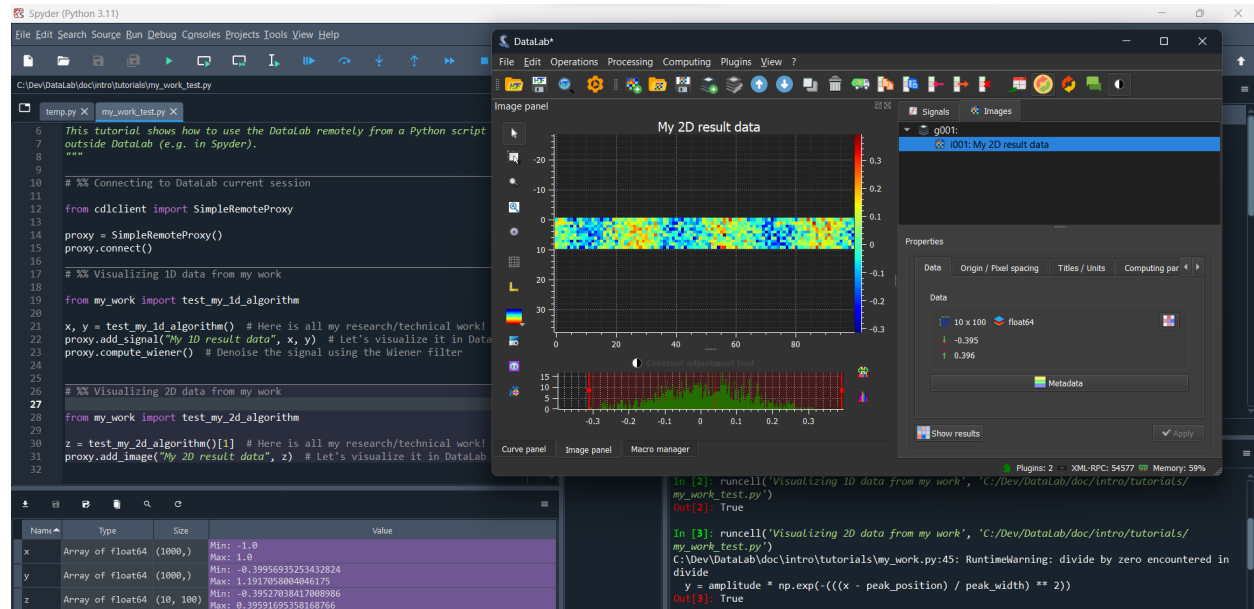 Spyder (Python 3.11)
File Edit Search Source Run Debug Consoles Projects Tools View Help
C:\Dev\DataLab\doc\intro\tutorials\my_work_test.py
temp.py
my_work_test.py
6 This tutorial shows how to use the DataLab remotely from a Python script
7 outside DataLab (e.g. in Spyder).
8 """
9
10 # %% Connecting to DataLab current session
11
12 from cdlclient import SimpleRemoteProxy
13
14 proxy = SimpleRemoteProxy()
15 proxy.connect()
16
17 # %% Visualizing 1D data from my work
18
19 from my_work import test_my_1d_algorithm
20
21 x, y = test_my_1d_algorithm() # Here is all my research/technical work!
22 proxy.add_signal("My 1D result data", x, y) # Let's visualize it in Data
23 proxy.compute_wiener() # Denoise the signal using the Wiener filter
24
25
26 # %% Visualizing 2D data from my work
27
28 from my_work import test_my_2d_algorithm
29
30 z = test_my_2d_algorithm()[1] # Here is all my research/technical work!
31 proxy.add_image("My 2D result data", z) # Let's visualize it in DataLab
32
Name Type Size Value
x Array of float64 (1000,) Min: -1.0
Max: 1.0
y Array of float64 (1000,) Min: -0.39956935253432824
Max: 1.1917058004046175
z Array of float64 (10, 100) Min: -0.39527038417008986
Max: 0.39591695358168766
DataLab*
File Edit Operations Processing Computing Plugins View ?
Image panel
My 2D result data
-20
-10
0
10
20
30
0 20 40 60 80
0.3
0.2
0.1
0
-0.1
-0.2
-0.3
Contrast adjustment tool
15
10
5
0
-0.3 -0.2 -0.1 0 0.1 0.2 0.3
Curve panel Image panel Macro manager
Signals Images
g001:
i001: My 2D result data
Properties
Data Origin / Pixel spacing Titles / Units Computing par
Data
10 x 100 float64
-0.395
0.396
Metadata
Show results
Apply
Plugins: 2 XML-RPC: 54577 Memory: 59%
In [2]: runcell('Visualizing 1D data from my work', 'C:/Dev/DataLab/doc/intro/tutorials/
my_work_test.py')
Out[2]: True
In [3]: runcell('Visualizing 2D data from my work', 'C:/Dev/DataLab/doc/intro/tutorials/
my_work_test.py')
C:\Dev\DataLab\doc\intro\tutorials\my_work.py:45: RuntimeWarning: divide by zero encountered in
divide
y = amplitude * np.exp(-(((x - peak_position) / peak_width) ** 2))
Out[3]: True